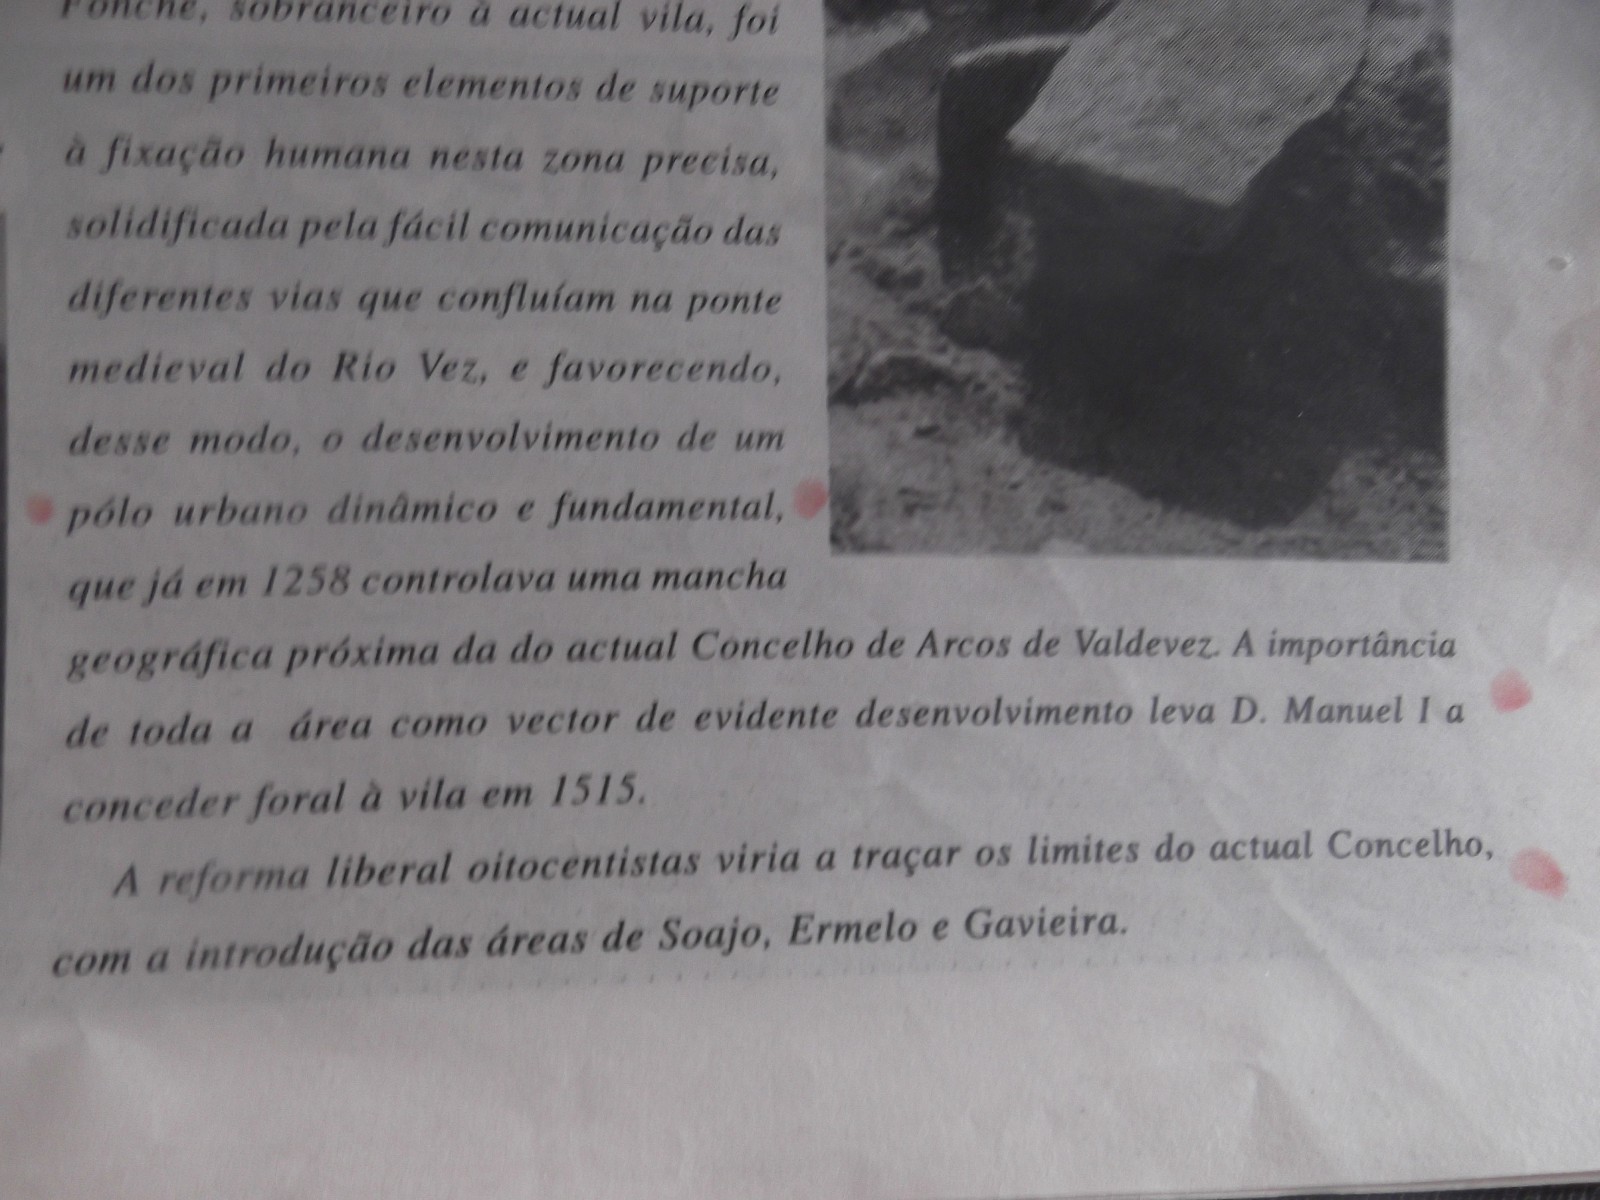 Ponche, sobranceiro à actual vila, foi
um dos primeiros elementos de suporte
à fixação humana nesta zona precisa,
solidificada pela fácil comunicação das
diferentes vias que confluíam na ponte
medieval do Rio Vez, e favorecendo,
desse modo, o desenvolvimento de um
pólo urbano dinâmico e fundamental,
que já em 1258 controlava uma mancha
geográfica próxima da do actual Concelho de Arcos de Valdevez. A importância
de toda a área como vector de evidente desenvolvimento leva D. Manuel I a
conceder foral à vila em 1515.
A reforma liberal oitocentistas viria a traçar os limites do actual Concelho,
com a introdução das áreas de Soajo, Ermelo e Gavieira.